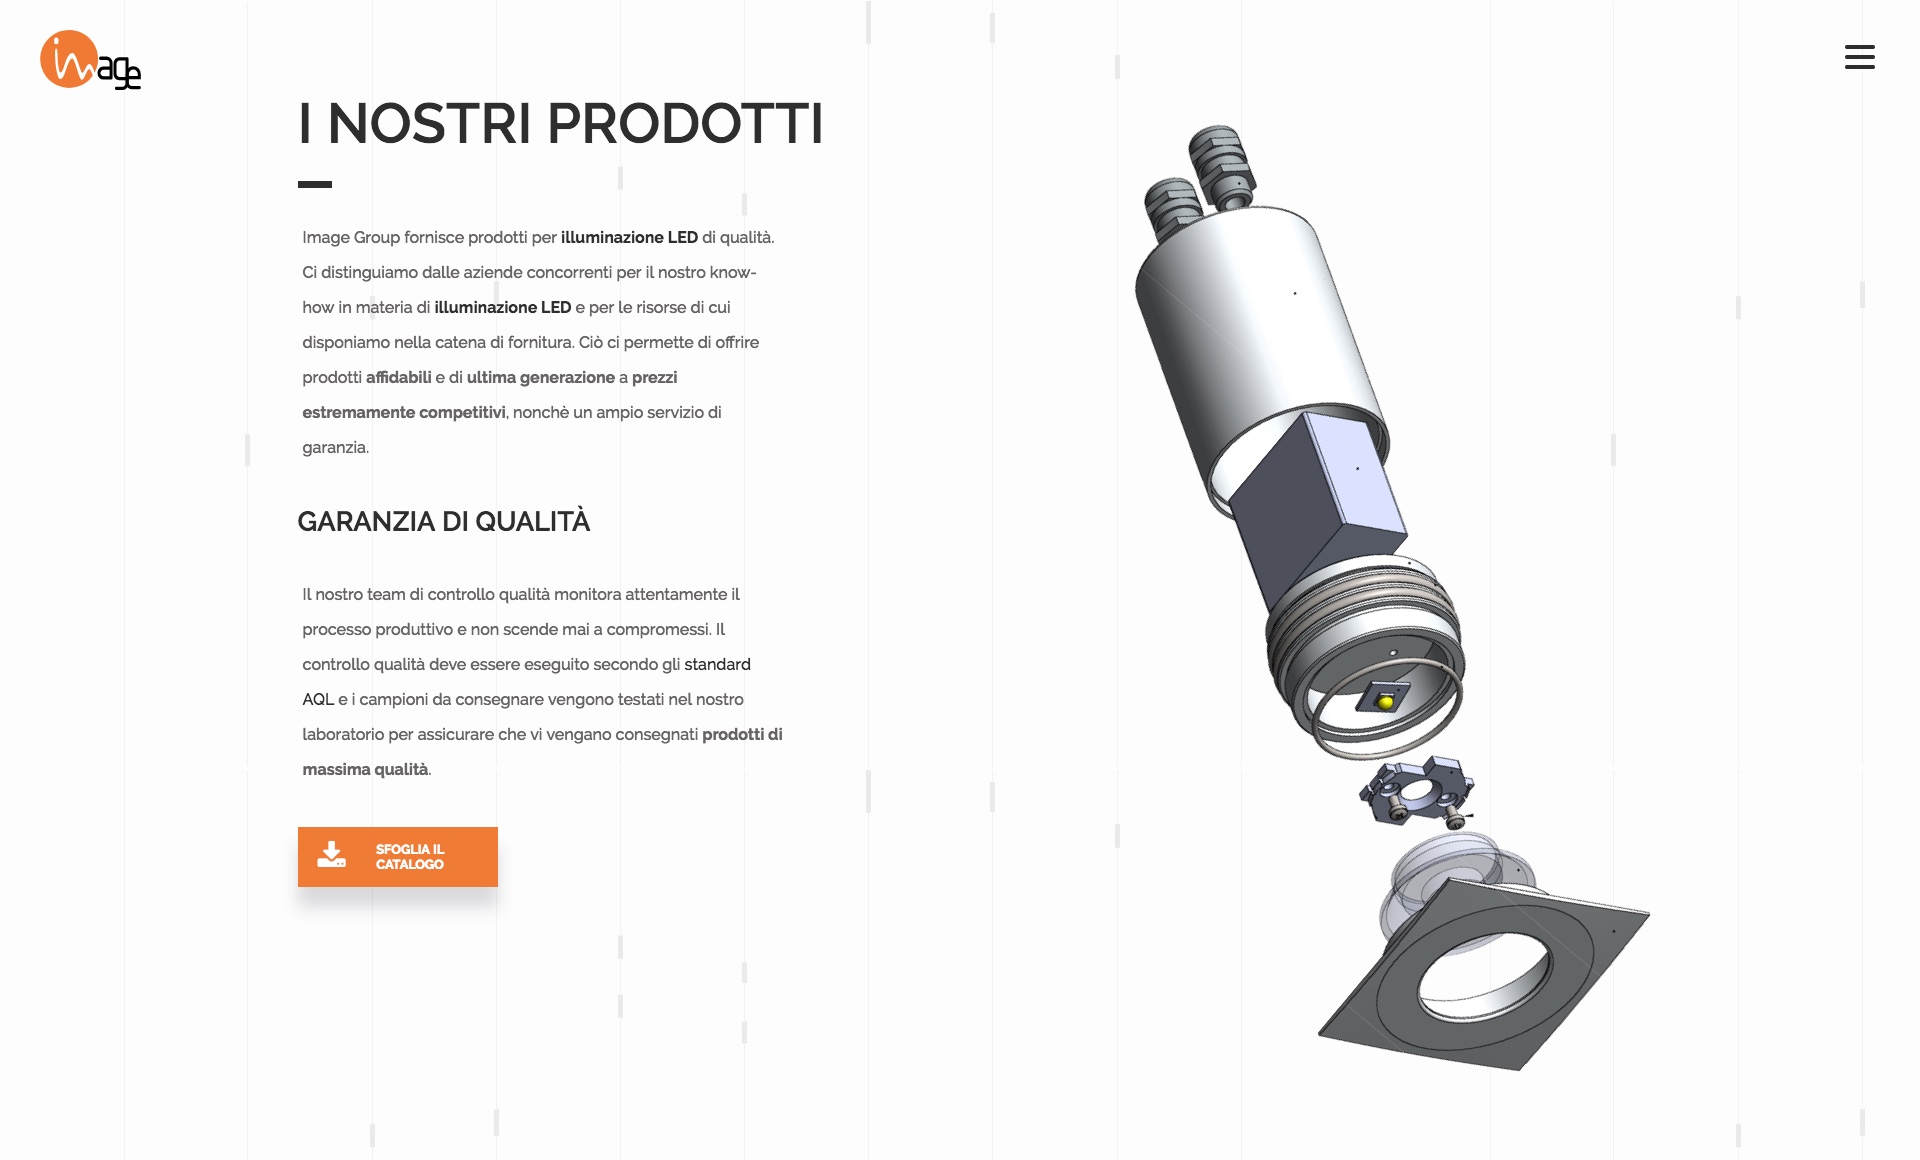 image
I NOSTRI PRODOTTI
Image Group fornisce prodotti per illuminazione LED di qualità.
Ci distinguiamo dalle aziende concorrenti per il nostro know-
how in materia di illuminazione LED e per le risorse di cui
disponiamo nella catena di fornitura. Ciò ci permette di offrire
prodotti affidabili e di ultima generazione a prezzi
estremamente competitivi, nonchè un ampio servizio di
garanzia.
GARANZIA DI QUALITÀ
Il nostro team di controllo qualità monitora attentamente il
processo produttivo e non scende mai a compromessi. Il
controllo qualità deve essere eseguito secondo gli standard
AQL e i campioni da consegnare vengono testati nel nostro
laboratorio per assicurare che vi vengano consegnati prodotti di
massima qualità.
SFOGLIA IL
CATALOGO